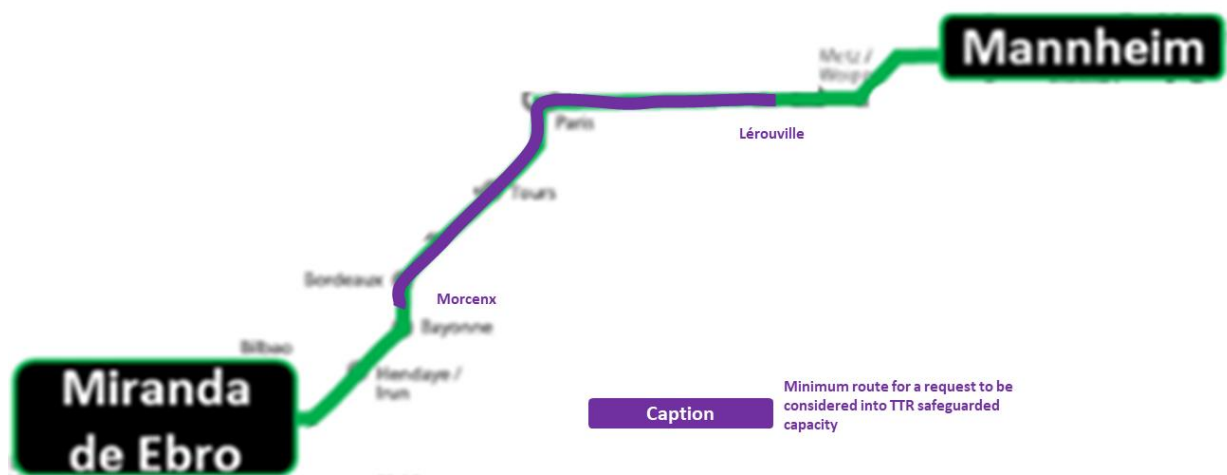 Mannheim
Metz /
Woippy
Paris
Lérouville
Tours
Bordeaux
Morcenx
Bayonne
Bilbao
Hendaye /
Irun
Miranda
de Ebro
Caption
Minimum route for a request to be
considered into TTR safeguarded
capacity